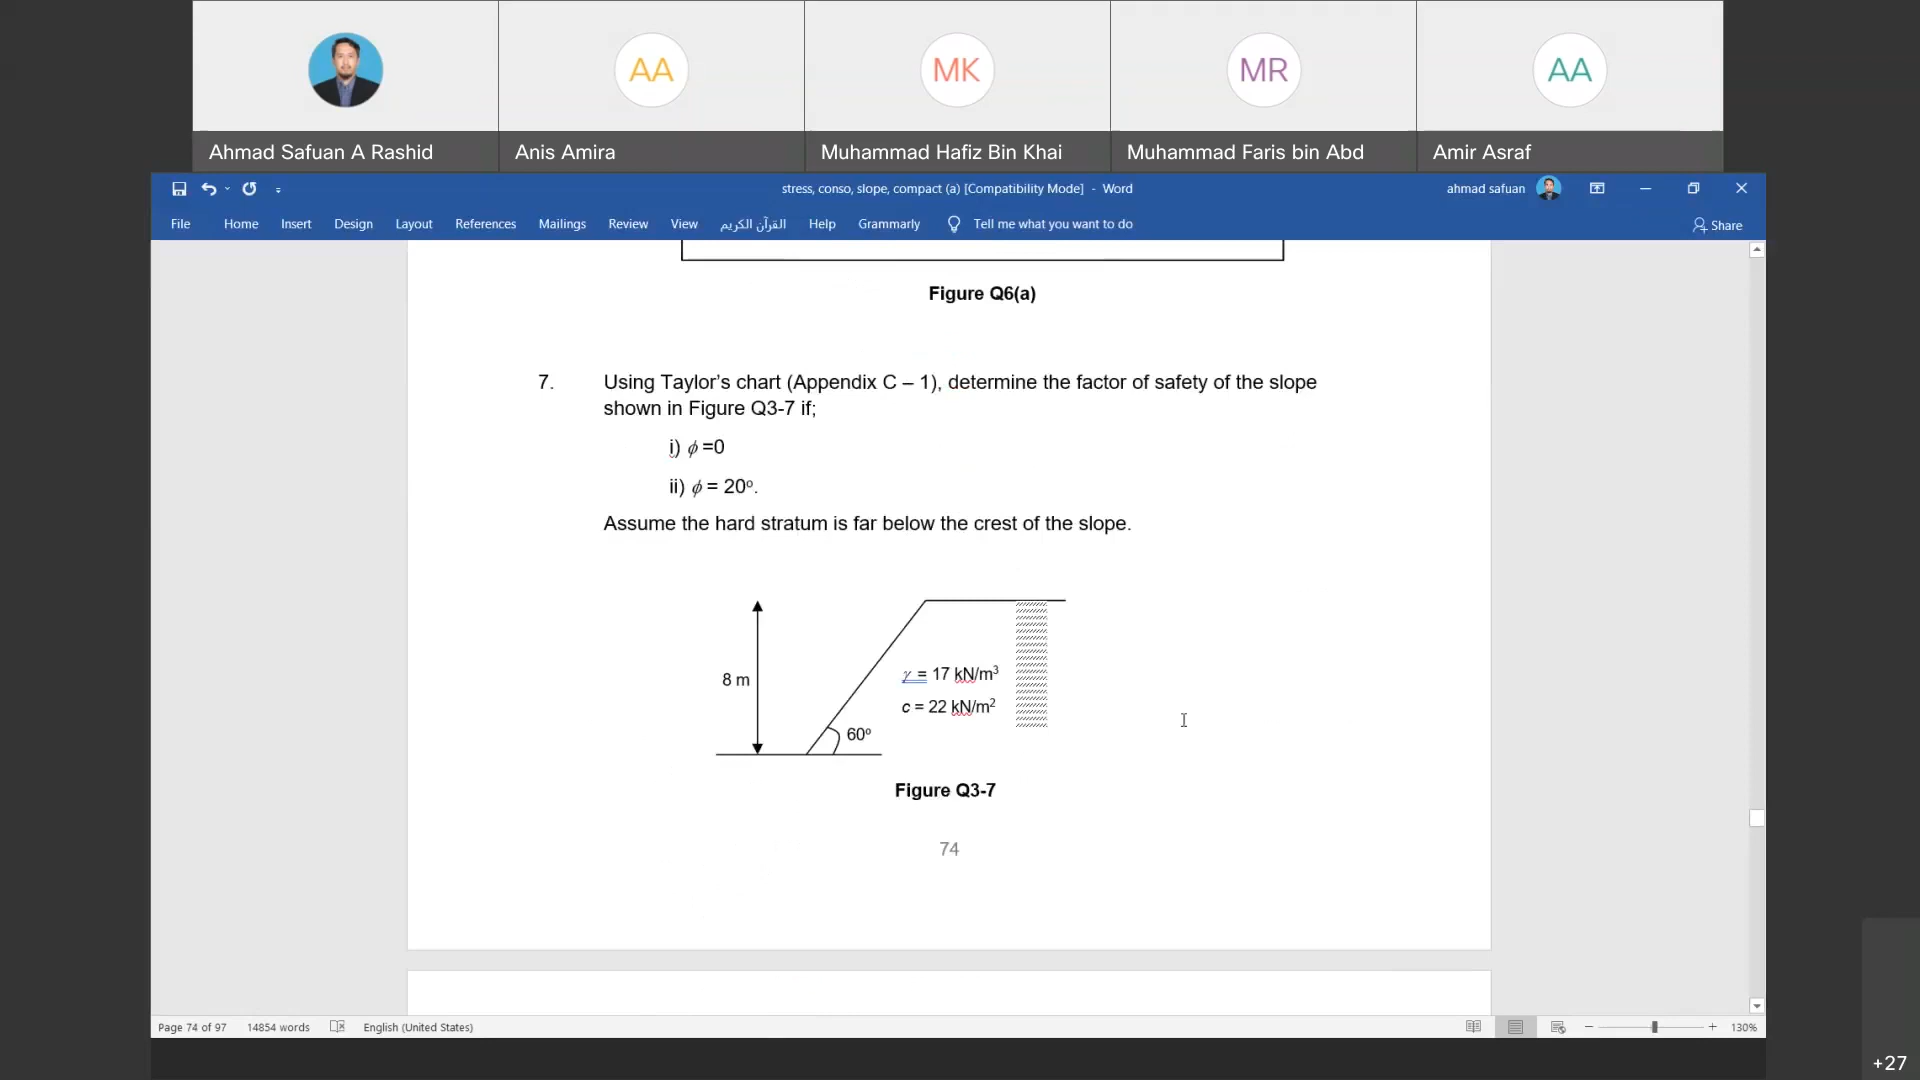 AA
MK
MR
AA
Ahmad Safuan A Rashid
Anis Amira
Muhammad Hafiz Bin Khai
Muhammad Faris bin Abd
Amir Asraf
stress, conso, slope, compact (a) [Compatibility Mode] - Word
ahmad safuan
File
Home
Insert
Design
Layout
References
Mailings
Review
View
القرآن الكريم
Help
Grammarly
Tell me what you want to do
Share
Figure Q6(a)
7. Using Taylor’s chart (Appendix C – 1), determine the factor of safety of the slope
shown in Figure Q3-7 if;
i) ϕ =0
ii) ϕ = 20º.
Assume the hard stratum is far below the crest of the slope.
8 m
γ = 17 kN/m³
c = 22 kN/m²
60º
Figure Q3-7
74
Page 74 of 97
14854 words
English (United States)
130%
+27